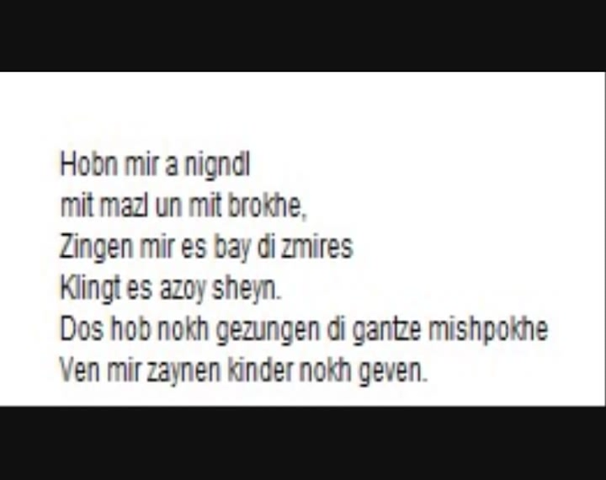 Hobn mir a nigndl
mit mazl un mit brokhe,
Zingen mir es bay di zmires
Klingt es azoy sheyn.
Dos hob nokh gezungen di gantze mishpokhe
Ven mir zaynen kinder nokh geven.